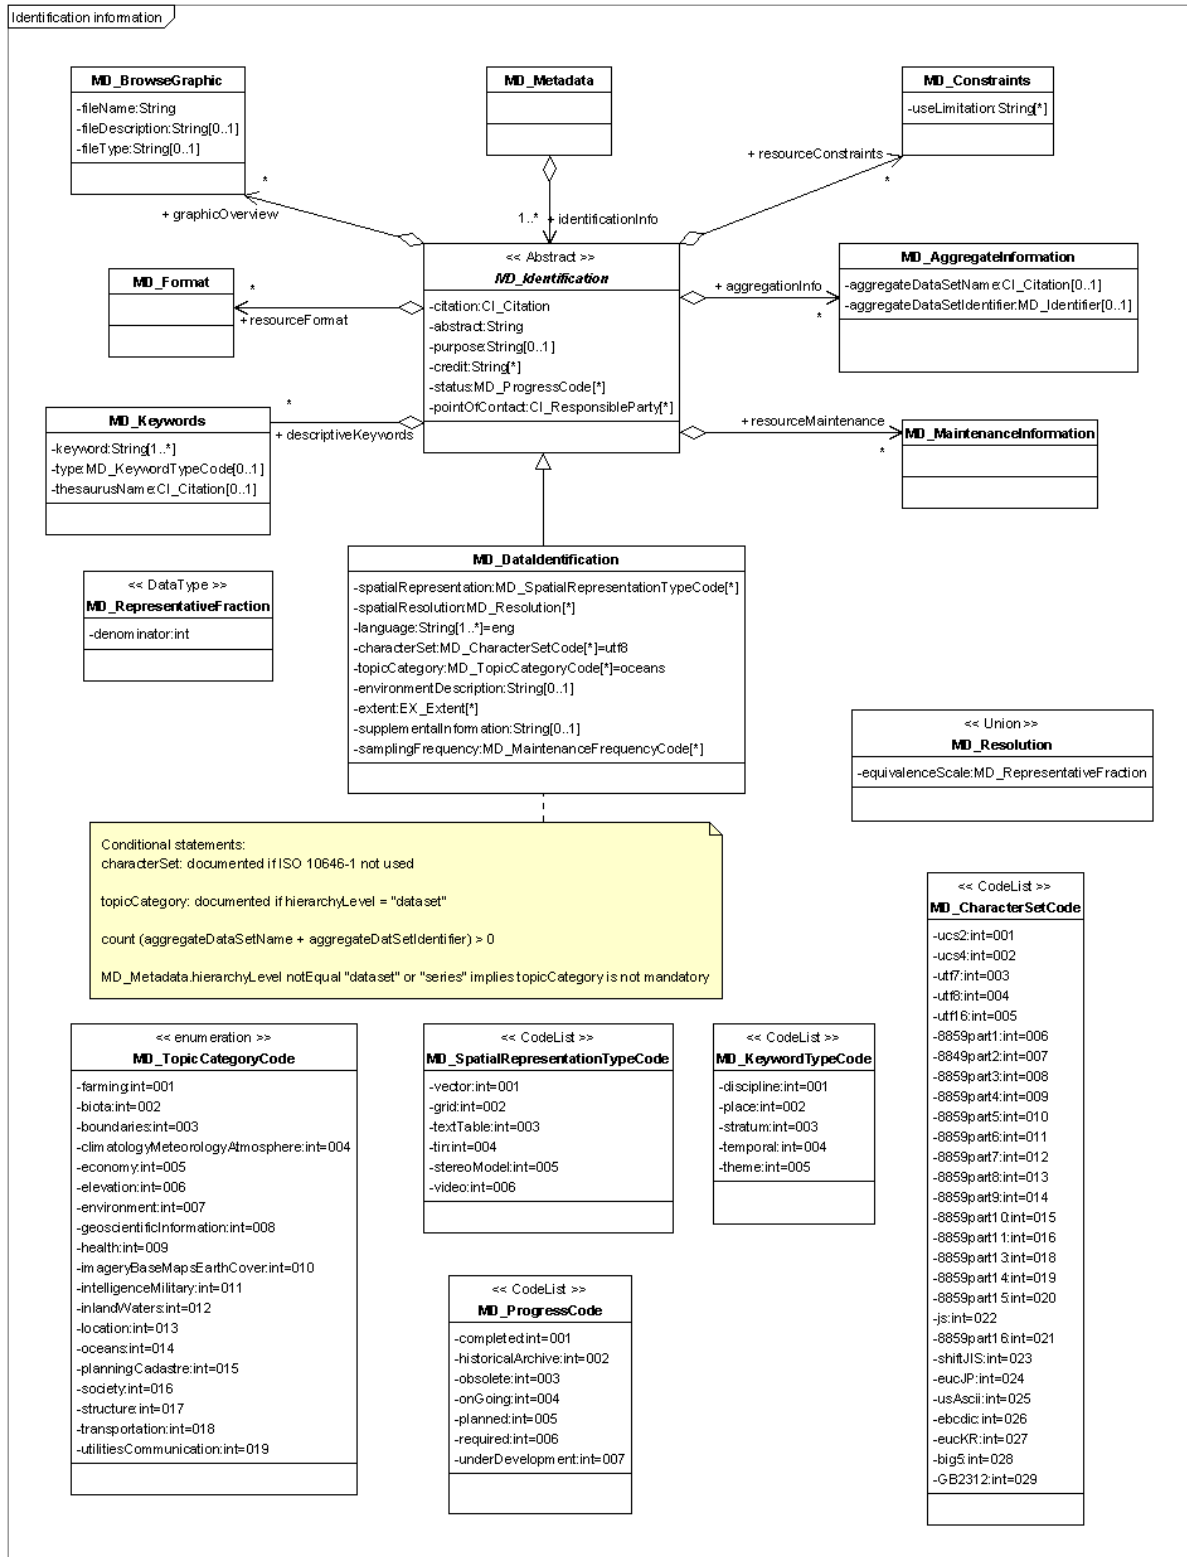 Identification information
MD_BrowseGraphic
-fileName:String
-fileDescription:String[0..1]
-fileType:String[0..1]
MD_Metadata
MD_Constraints
-useLimitation:String[*]
+ resourceConstraints
*
*
+ graphicOverview
1..*
+ identificationInfo
<< Abstract >>
MD_Identification
-citation:CI_Citation
-abstract:String
-purpose:String[0..1]
-credit:String[*]
-status:MD_ProgressCode[*]
-pointOfContact:CI_ResponsibleParty[*]
MD_Format
*
+resourceFormat
+ aggregationInfo
*
MD_AggregateInformation
-aggregateDataSetName:CI_Citation[0..1]
-aggregateDataSetIdentifier:MD_Identifier[0..1]
MD_Keywords
-keyword:String[1..*]
-type:MD_KeywordTypeCode[0..1]
-thesaurusName:CI_Citation[0..1]
*
+ descriptiveKeywords
+resourceMaintenance
*
MD_MaintenanceInformation
<< DataType >>
MD_RepresentativeFraction
-denominator:int
MD_DataIdentification
-spatialRepresentation:MD_SpatialRepresentationTypeCode[*]
-spatialResolution:MD_Resolution[*]
-language:String[1..*]=eng
-characterSet:MD_CharacterSetCode[*]=utf8
-topicCategory:MD_TopicCategoryCode[*]=oceans
-environmentDescription:String[0..1]
-extent:EX_Extent[*]
-supplementalInformation:String[0..1]
-samplingFrequency:MD_MaintenanceFrequencyCode[*]
<< Union>>
MD_Resolution
-equivalenceScale:MD_RepresentativeFraction
Conditional statements:
characterSet: documented if ISO 10646-1 not used
topicCategory: documented if hierarchyLevel = "dataset"
count (aggregateDataSetName + aggregateDatSetIdentifier) > 0
MD_Metadata.hierarchyLevel notEqual "dataset" or "series" implies topicCategory is not mandatory
<< enumeration >>
MD_TopicCategoryCode
-farming:int=001
-biota:int=002
-boundaries:int=003
-climatologyMeteorologyAtmosphere:int=004
-economy:int=005
-elevation:int=006
-environment:int=007
-geoscientificInformation:int=008
-health:int=009
-imageryBaseMapsEarthCover:int=010
-intelligenceMilitary:int=011
-inlandWaters:int=012
-location:int=013
-oceans:int=014
-planningCadastre:int=015
-society:int=016
-structure:int=017
-transportation:int=018
-utilitiesCommunication:int=019
<< CodeList >>
MD_SpatialRepresentationTypeCode
-vector:int=001
-grid:int=002
-textTable:int=003
-tin:int=004
-stereoModel:int=005
-video:int=006
<< CodeList >>
MD_KeywordTypeCode
-discipline:int=001
-place:int=002
-stratum:int=003
-temporal:int=004
-theme:int=005
<< CodeList >>
MD_ProgressCode
-completed:int=001
-historicalArchive:int=002
-obsolete:int=003
-onGoing:int=004
-planned:int=005
-required:int=006
-underDevelopment:int=007
<< CodeList >>
MD_CharacterSetCode
-ucs2:int=001
-ucs4:int=002
-utf7:int=003
-utf8:int=004
-utf16:int=005
-8859part1:int=006
-8849part2:int=007
-8859part3:int=008
-8859part4:int=009
-8859part5:int=010
-8859part6:int=011
-8859part7:int=012
-8859part8:int=013
-8859part9:int=014
-8859part10:int=015
-8859part11:int=016
-8859part13:int=018
-8859part14:int=019
-8859part15:int=020
-js:int=022
-8859part16:int=021
-shiftJIS:int=023
-eucJP:int=024
-usAscii:int=025
-ebcdic:int=026
-eucKR:int=027
-big5:int=028
-GB2312:int=029